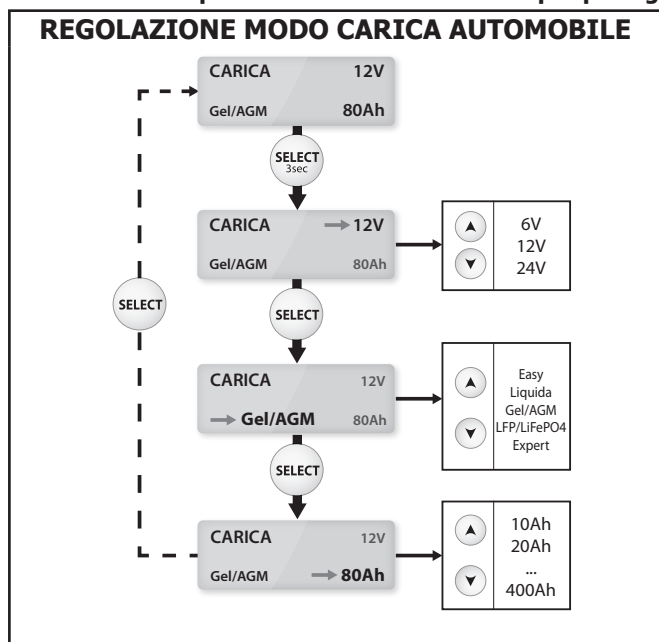 REGOLAZIONE MODO CARICA AUTOMOBILE
CARICA 12V
Gel/AGM 80Ah
SELECT
3sec
CARICA 12V
Gel/AGM 80Ah
6V
12V
24V
SELECT
SELECT
CARICA 12V
Gel/AGM 80Ah
Easy
Liquida
Gel/AGM
LFP/LiFePO4
Expert
SELECT
CARICA 12V
Gel/AGM 80Ah
10Ah
20Ah
...
400Ah